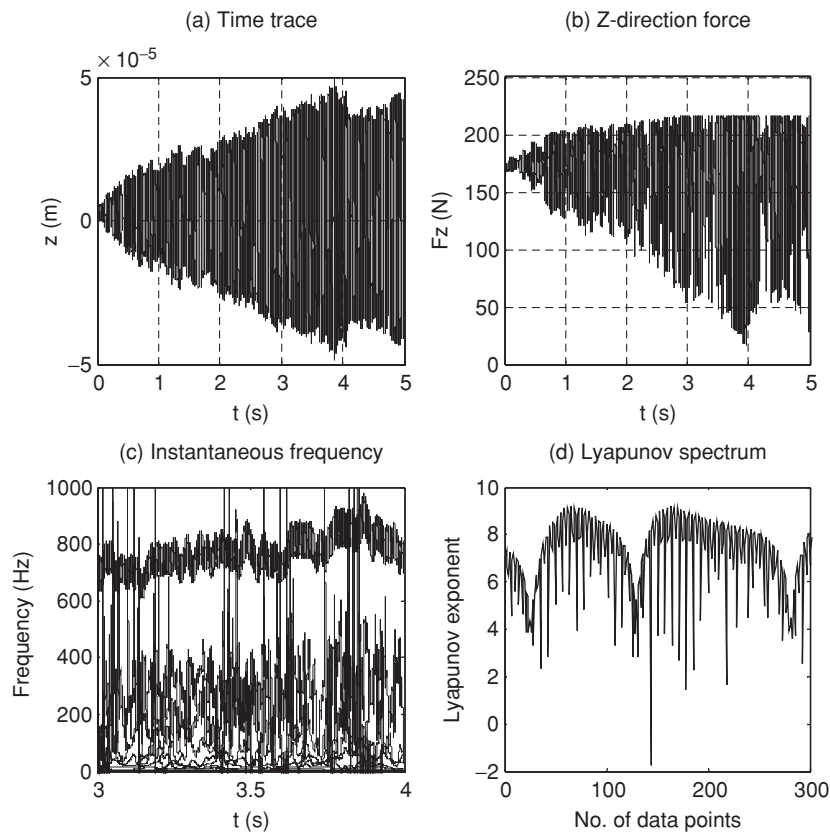 (a) Time trace
(b) Z-direction force
× 10−5
5
0
−5
z (m)
0 1 2 3 4 5
t (s)
250
200
150
100
50
0
Fz (N)
0 1 2 3 4 5
t (s)
(c) Instantaneous frequency
(d) Lyapunov spectrum
1000
800
600
400
200
0
Frequency (Hz)
3 3.5 4
t (s)
10
8
6
4
2
0
−2
Lyapunov exponent
0 100 200 300
No. of data points